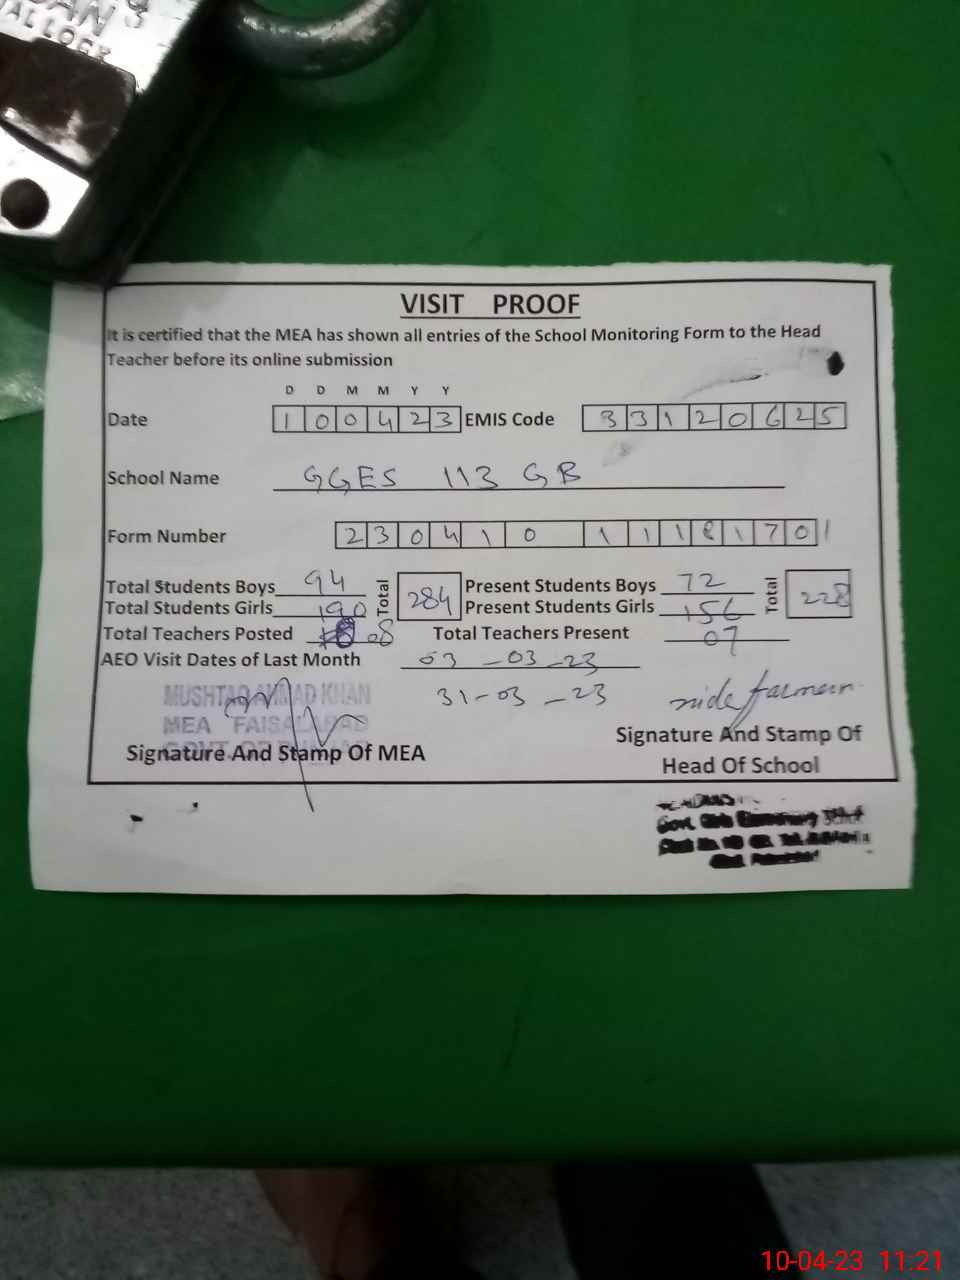 VISIT PROOF
It is certified that the MEA has shown all entries of the School Monitoring Form to the Head
Teacher before its online submission
D D M M Y Y
Date 1 0 0 4 2 3 EMIS Code 3 3 1 2 0 6 2 5
School Name GGES 113 GB
Form Number 2 3 0 4 1 0 1 1 1 8 1 7 0 1
Total Students Boys 94 Total 284 Present Students Boys 72 Total 228
Total Students Girls 190 Present Students Girls 156
Total Teachers Posted 08 Total Teachers Present 07
AEO Visit Dates of Last Month 03-03-23
31-03-23
MUSHTAQ AHMAD KHAN
MEA FAISALABAD
Signature And Stamp Of MEA
Signature And Stamp Of
Head Of School
Govt. Girls Elementary
10-04-23 11:21